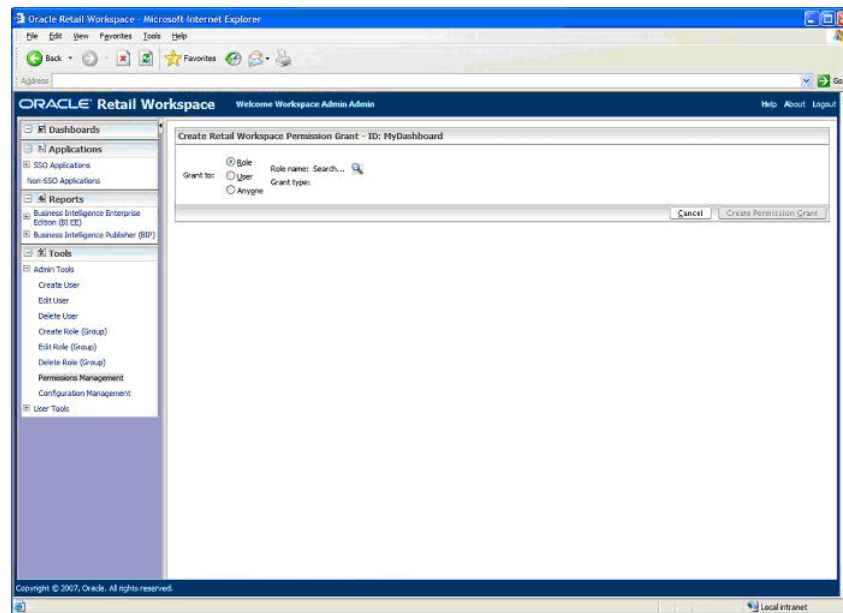 Oracle Retail Workspace - Microsoft Internet Explorer
File Edit View Favorites Tools Help
Back Favorites
Address Go
ORACLE Retail Workspace Welcome Workspace Admin Admin Help About Logout
Dashboards
Applications
SSO Applications
Non-SSO Applications
Reports
Business Intelligence Enterprise
Edition (BI EE)
Business Intelligence Publisher (BIP)
Tools
Admin Tools
Create User
Edit User
Delete User
Create Role (Group)
Edit Role (Group)
Delete Role (Group)
Permissions Management
Configuration Management
User Tools
Create Retail Workspace Permission Grant - ID: MyDashboard
Grant to:
Role
User
Anyone
Role name: Search...
Grant type:
Cancel Create Permission Grant
Copyright © 2007, Oracle. All rights reserved.
Local intranet